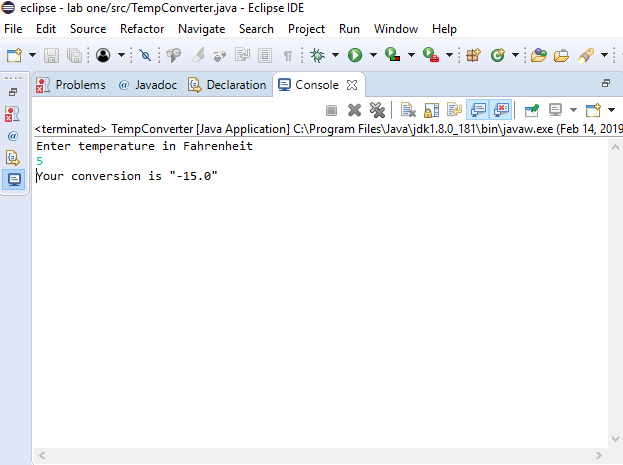 eclipse - lab one/src/TempConverter.java - Eclipse IDE
File Edit Source Refactor Navigate Search Project Run Window Help
Problems @ Javadoc Declaration Console
<terminated> TempConverter [Java Application] C:\Program Files\Java\jdk1.8.0_181\bin\javaw.exe (Feb 14, 2019
Enter temperature in Fahrenheit
5
Your conversion is "-15.0"